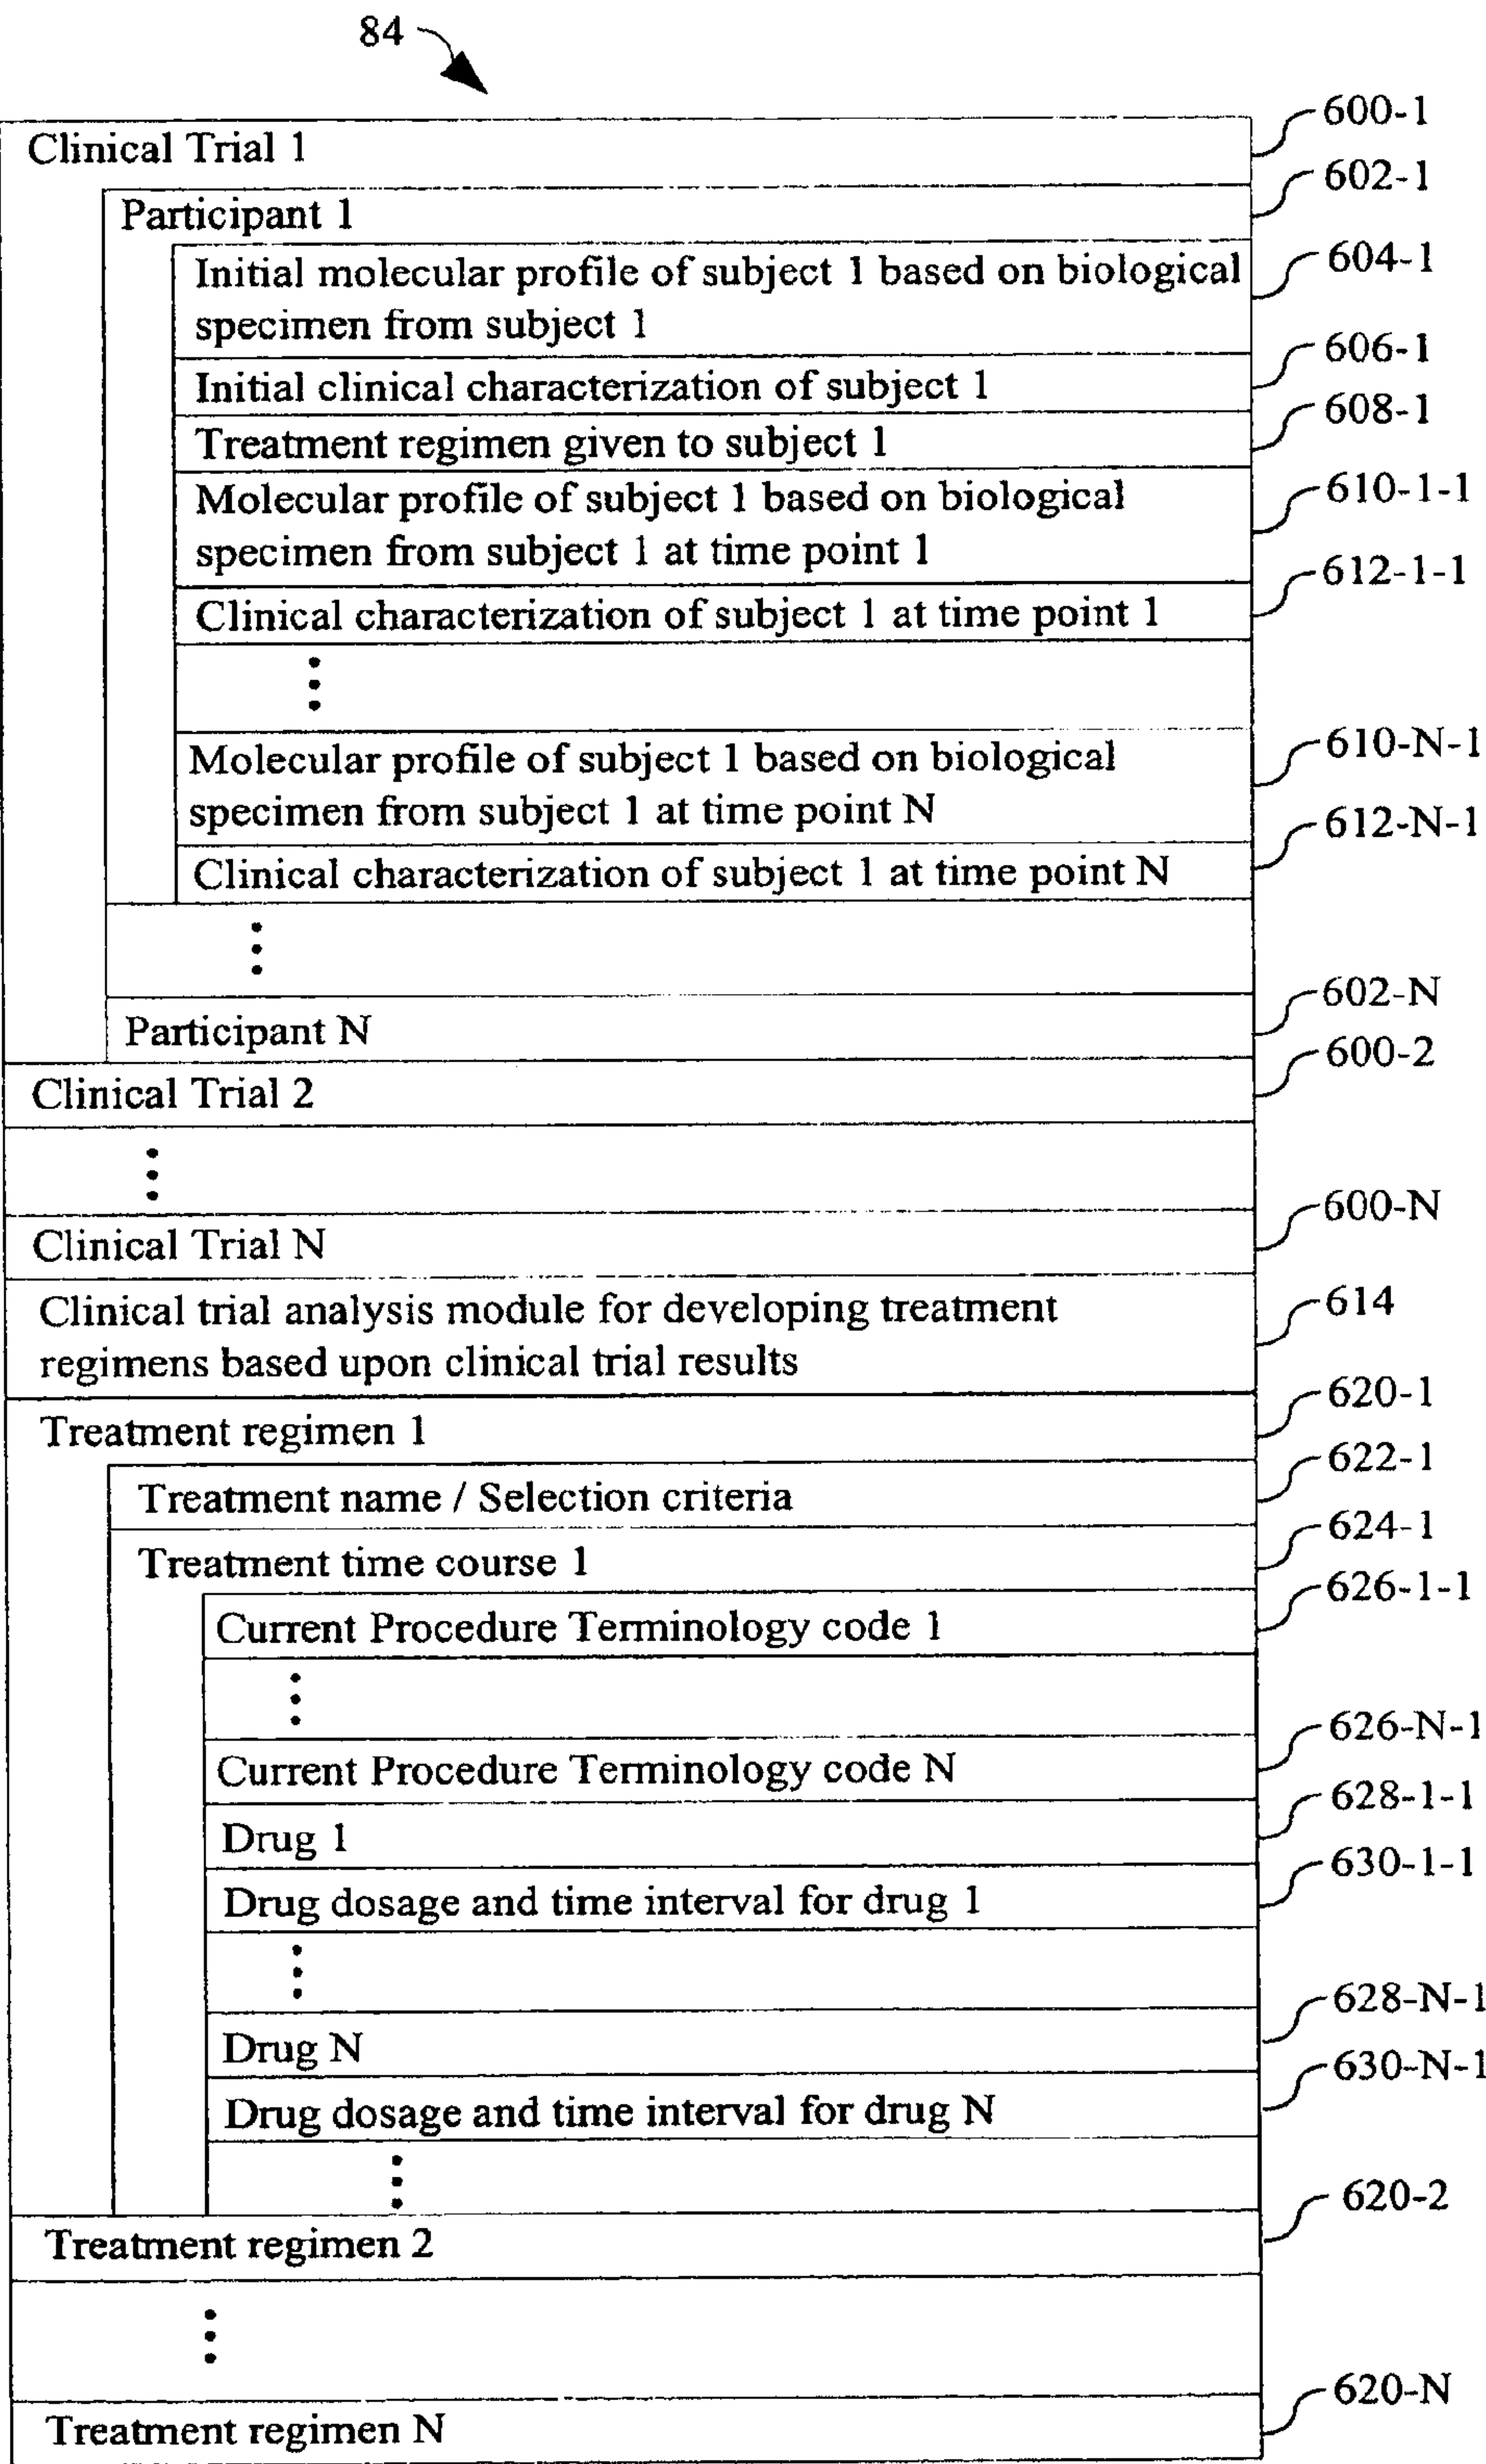 84
Clinical Trial 1
600-1
Participant 1
602-1
Initial molecular profile of subject 1 based on biological
specimen from subject 1
604-1
Initial clinical characterization of subject 1
606-1
Treatment regimen given to subject 1
608-1
Molecular profile of subject 1 based on biological
specimen from subject 1 at time point 1
610-1-1
Clinical characterization of subject 1 at time point 1
612-1-1
Molecular profile of subject 1 based on biological
specimen from subject 1 at time point N
610-N-1
Clinical characterization of subject 1 at time point N
612-N-1
Participant N
602-N
Clinical Trial 2
600-2
Clinical Trial N
600-N
Clinical trial analysis module for developing treatment
regimens based upon clinical trial results
614
Treatment regimen 1
620-1
Treatment name / Selection criteria
622-1
Treatment time course 1
624-1
Current Procedure Terminology code 1
626-1-1
Current Procedure Terminology code N
626-N-1
Drug 1
628-1-1
Drug dosage and time interval for drug 1
630-1-1
Drug N
628-N-1
Drug dosage and time interval for drug N
630-N-1
Treatment regimen 2
620-2
Treatment regimen N
620-N